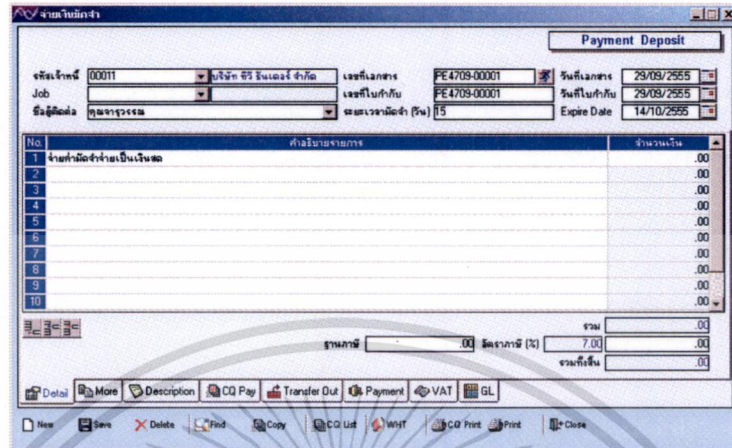 จ่ายเงินมัดจำ
Payment Deposit
รหัสเจ้าหนี้ 00011 บริษัท ทีวี ธันเดอร์ จำกัด เลขที่เอกสาร PE4709-00001 วันที่เอกสาร 29/09/2555
Job เลขที่ใบกำกับ PE4709-00001 วันที่ใบกำกับ 29/09/2555
ชื่อผู้ติดต่อ คุณจารุวรรณ ระยะเวลามัดจำ (วัน) 15 Expire Date 14/10/2555
No. คำอธิบายรายการ จำนวนเงิน
1 จ่ายค่ามัดจำจ่ายเป็นเงินสด .00
2 .00
3 .00
4 .00
5 .00
6 .00
7 .00
8 .00
9 .00
10 .00
รวม .00
ฐานภาษี .00 อัตราภาษี (%) 7.00 .00
รวมทั้งสิ้น .00
Detail More Description CQ Pay Transfer Out Payment VAT GL
New Save Delete Find Copy CQ List WHT CQ Print Print Close